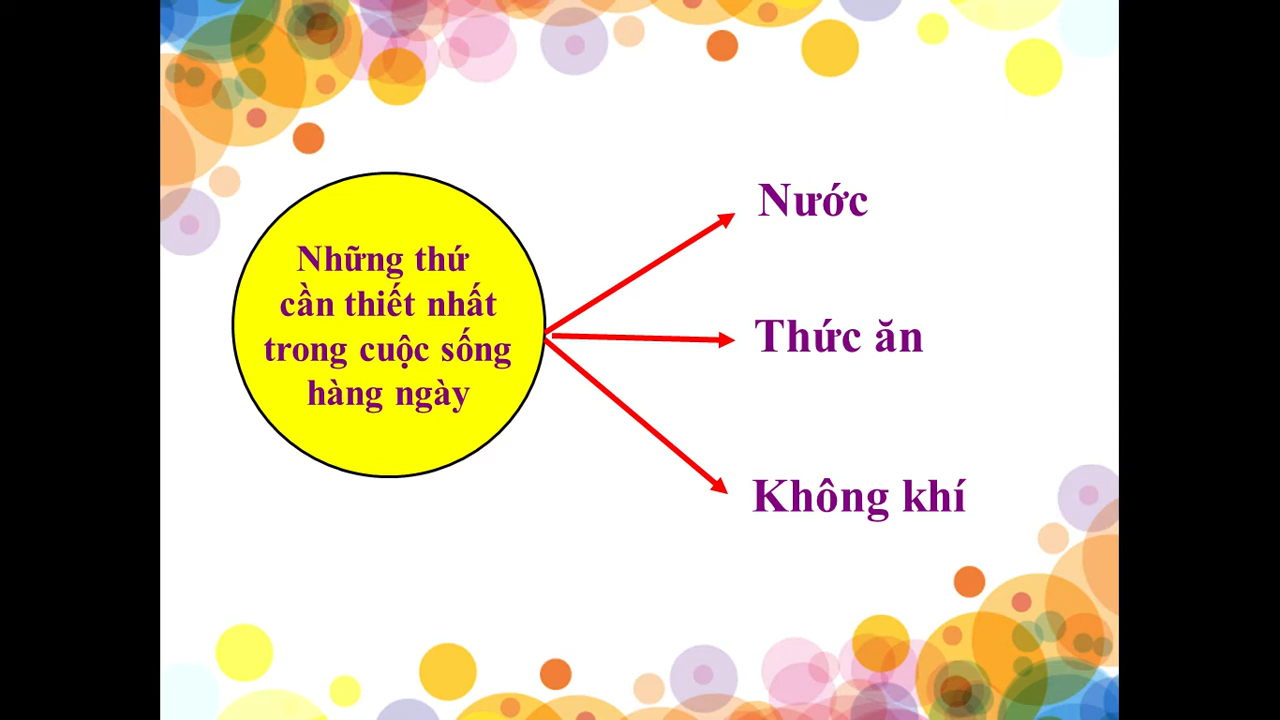 Những thứ
cần thiết nhất
trong cuộc sống
hàng ngày
Nước
Thức ăn
Không khí